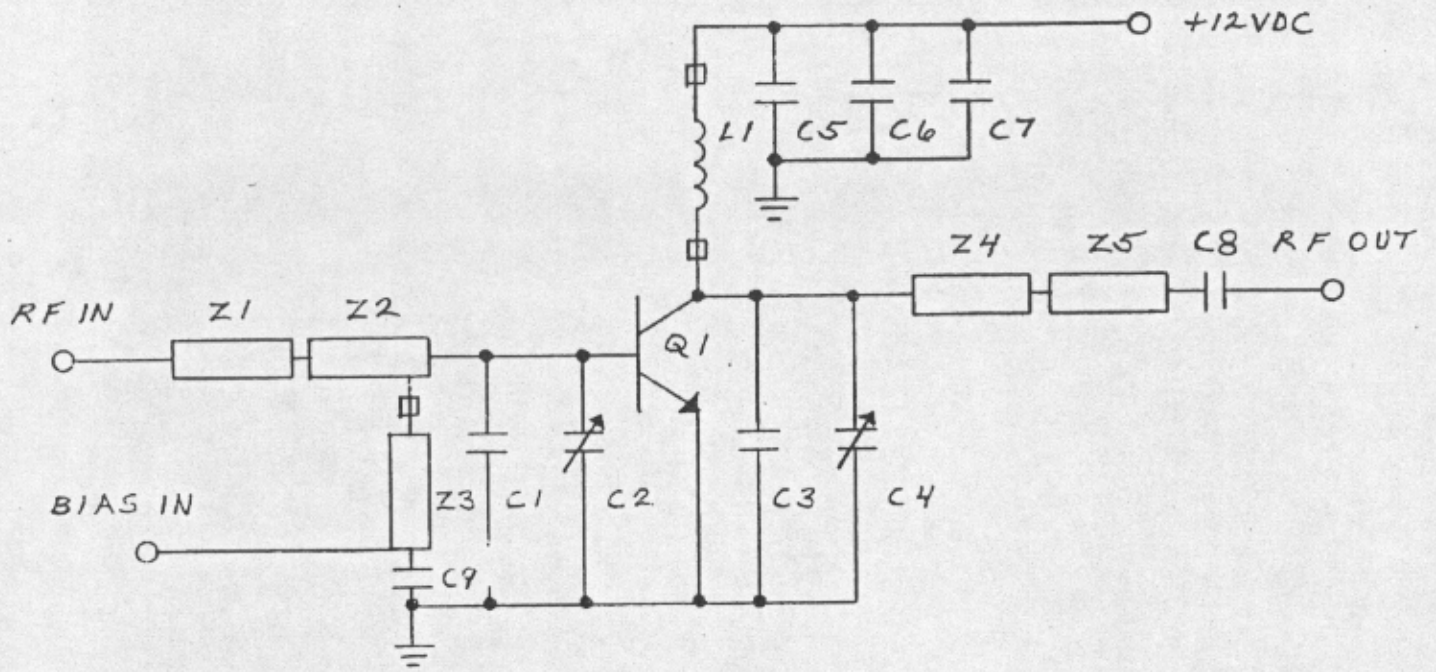 +12VDC
L1 C5 C6 C7
Z4 Z5 C8 RF OUT
RF IN Z1 Z2
Q1
BIAS IN
Z3 C1 C2 C3 C4
C9